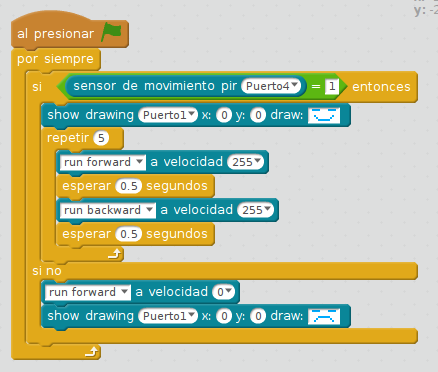 y: -2
al presionar
por siempre
si sensor de movimiento pir Puerto4 = 1 entonces
show drawing Puerto1 x: 0 y: 0 draw:
repetir 5
run forward a velocidad 255
esperar 0.5 segundos
run backward a velocidad 255
esperar 0.5 segundos
si no
run forward a velocidad 0
show drawing Puerto1 x: 0 y: 0 draw: